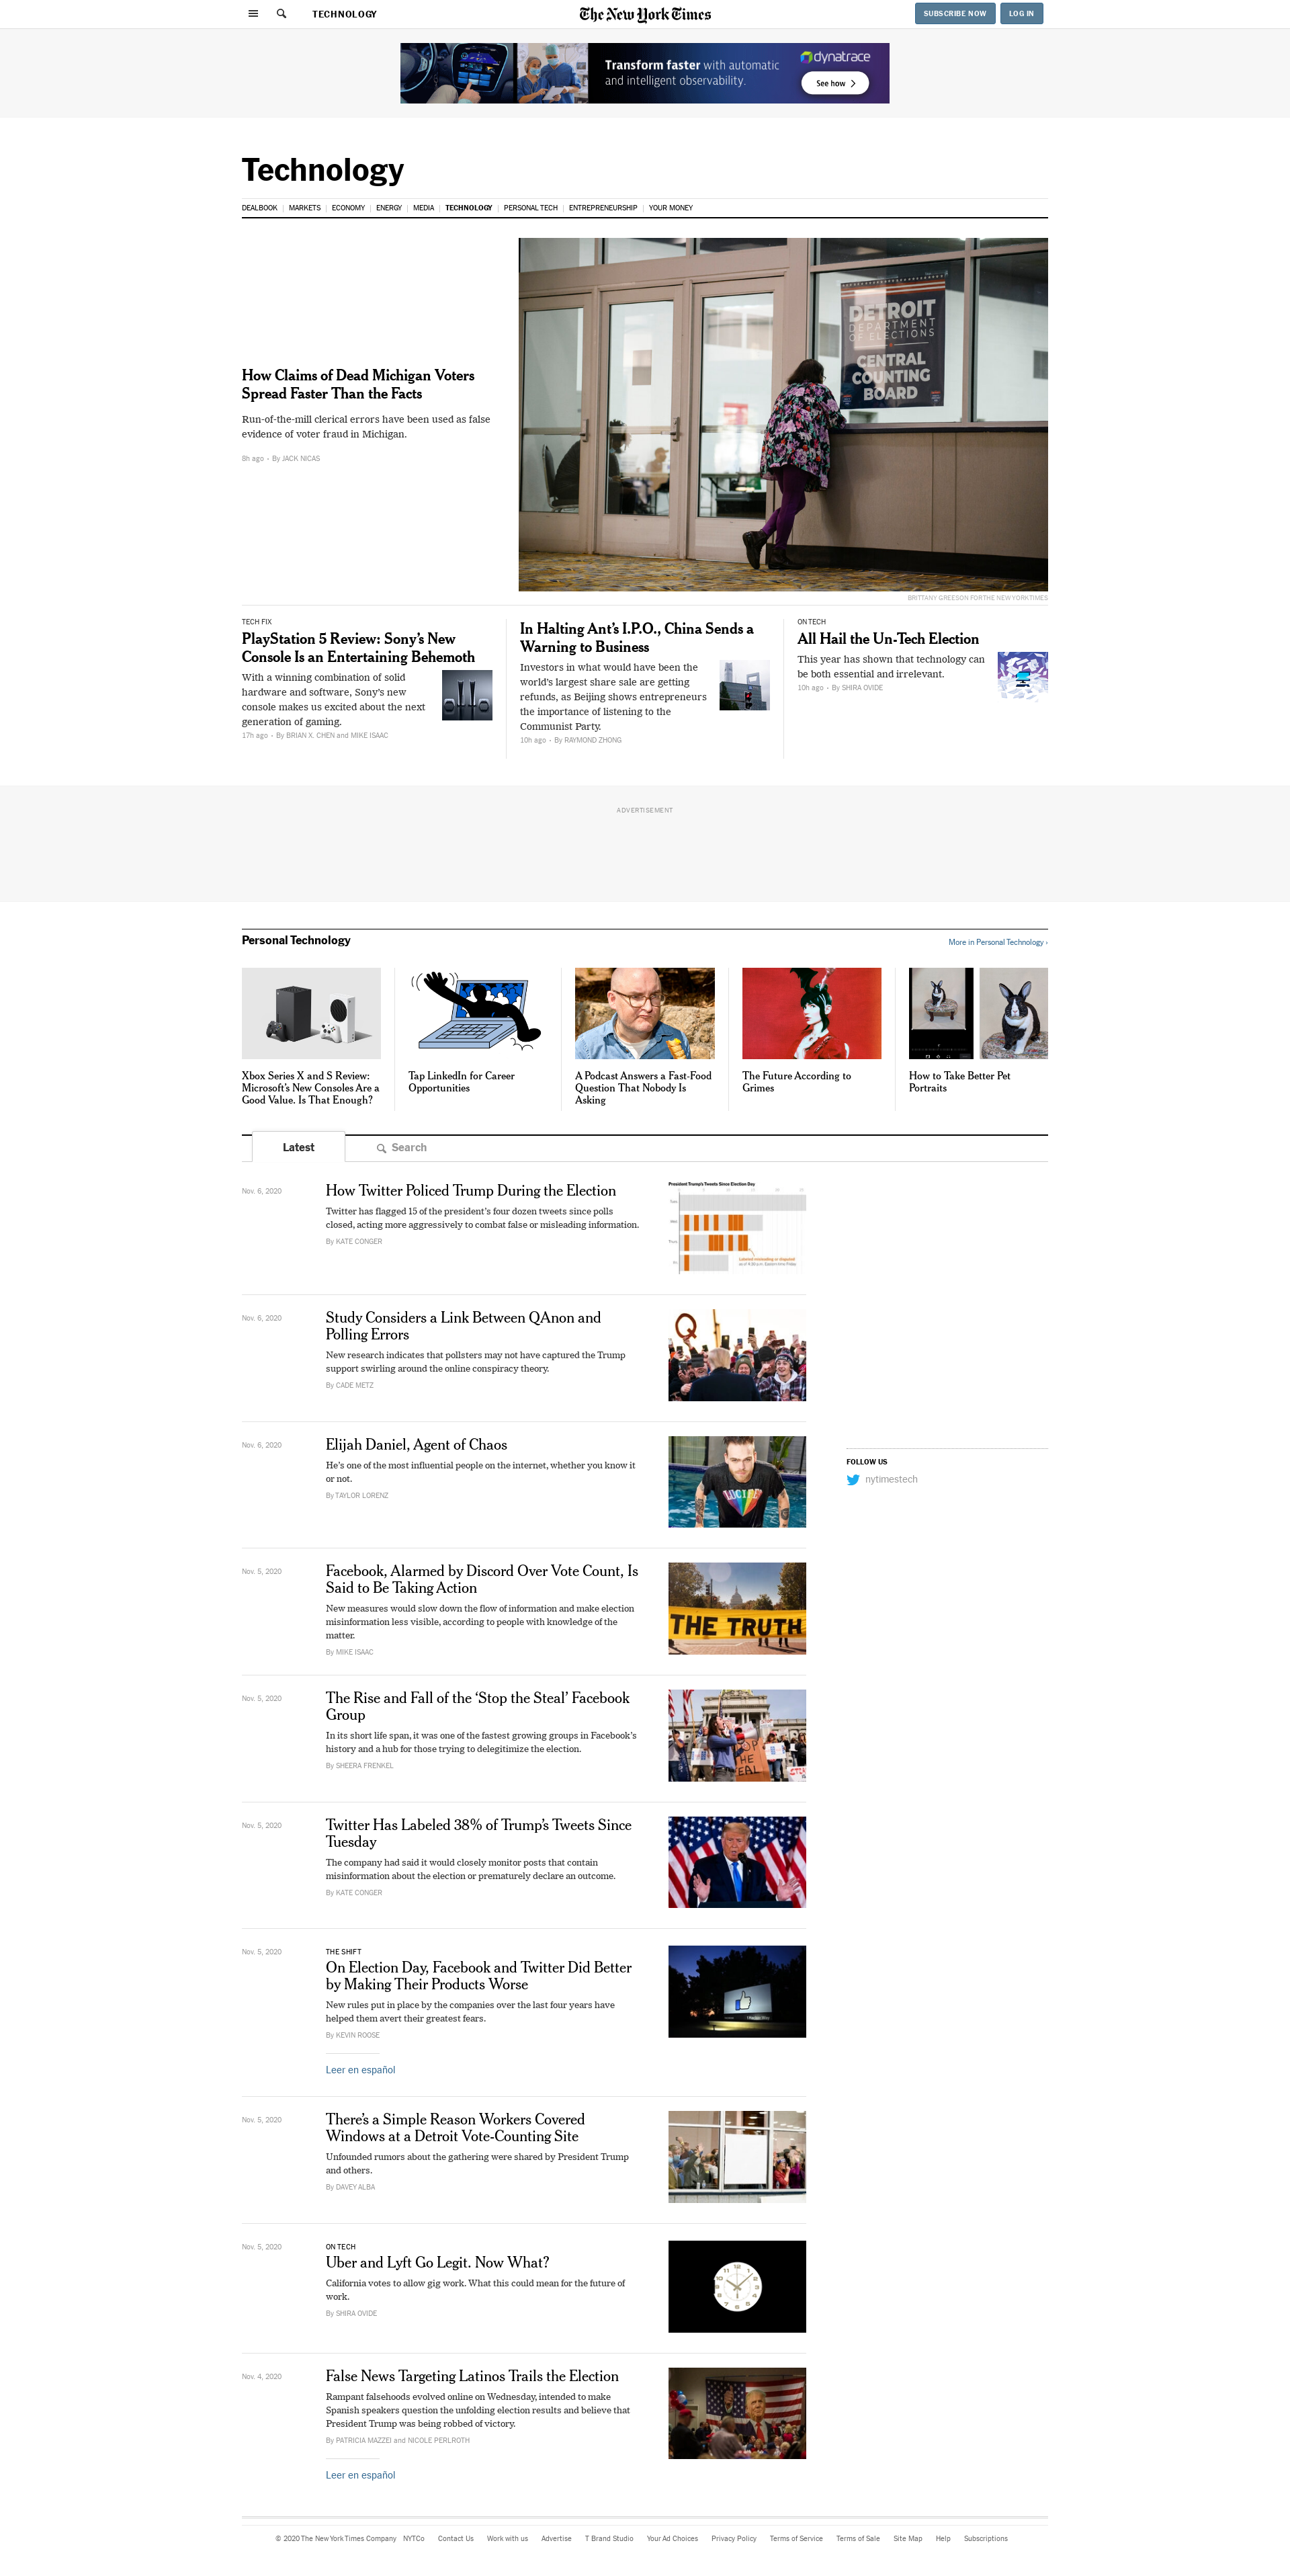 TECHNOLOGY
The New York Times
SUBSCRIBE NOW
LOG IN
Transform faster with automatic
and intelligent observability.
dynatrace
See how
Technology
DEALBOOK | MARKETS | ECONOMY | ENERGY | MEDIA | TECHNOLOGY | PERSONAL TECH | ENTREPRENEURSHIP | YOUR MONEY
How Claims of Dead Michigan Voters
Spread Faster Than the Facts
Run-of-the-mill clerical errors have been used as false
evidence of voter fraud in Michigan.
8h ago • By JACK NICAS
DETROIT
DEPARTMENT
OF ELECTIONS
CENTRAL
COUNTING
BOARD
BRITTANY GREESON FOR THE NEW YORK TIMES
TECH FIX
PlayStation 5 Review: Sony’s New
Console Is an Entertaining Behemoth
With a winning combination of solid
hardware and software, Sony’s new
console makes us excited about the next
generation of gaming.
17h ago • By BRIAN X. CHEN and MIKE ISAAC
In Halting Ant’s I.P.O., China Sends a
Warning to Business
Investors in what would have been the
world’s largest share sale are getting
refunds, as Beijing shows entrepreneurs
the importance of listening to the
Communist Party.
10h ago • By RAYMOND ZHONG
ON TECH
All Hail the Un-Tech Election
This year has shown that technology can
be both essential and irrelevant.
10h ago • By SHIRA OVIDE
ADVERTISEMENT
Personal Technology
More in Personal Technology ›
Xbox Series X and S Review:
Microsoft’s New Consoles Are a
Good Value. Is That Enough?
Tap LinkedIn for Career
Opportunities
A Podcast Answers a Fast-Food
Question That Nobody Is
Asking
The Future According to
Grimes
How to Take Better Pet
Portraits
Latest
Search
Nov. 6, 2020
How Twitter Policed Trump During the Election
Twitter has flagged 15 of the president’s four dozen tweets since polls
closed, acting more aggressively to combat false or misleading information.
By KATE CONGER
President Trump’s Tweets Since Election Day
Nov. 6, 2020
Study Considers a Link Between QAnon and
Polling Errors
New research indicates that pollsters may not have captured the Trump
support swirling around the online conspiracy theory.
By CADE METZ
Q
Nov. 6, 2020
Elijah Daniel, Agent of Chaos
He’s one of the most influential people on the internet, whether you know it
or not.
By TAYLOR LORENZ
LUCIFER
FOLLOW US
nytimestech
Nov. 5, 2020
Facebook, Alarmed by Discord Over Vote Count, Is
Said to Be Taking Action
New measures would slow down the flow of information and make election
misinformation less visible, according to people with knowledge of the
matter.
By MIKE ISAAC
THE TRUTH
Nov. 5, 2020
The Rise and Fall of the ‘Stop the Steal’ Facebook
Group
In its short life span, it was one of the fastest growing groups in Facebook’s
history and a hub for those trying to delegitimize the election.
By SHEERA FRENKEL
Nov. 5, 2020
Twitter Has Labeled 38% of Trump’s Tweets Since
Tuesday
The company had said it would closely monitor posts that contain
misinformation about the election or prematurely declare an outcome.
By KATE CONGER
Nov. 5, 2020
THE SHIFT
On Election Day, Facebook and Twitter Did Better
by Making Their Products Worse
New rules put in place by the companies over the last four years have
helped them avert their greatest fears.
By KEVIN ROOSE
Leer en español
Nov. 5, 2020
There’s a Simple Reason Workers Covered
Windows at a Detroit Vote-Counting Site
Unfounded rumors about the gathering were shared by President Trump
and others.
By DAVEY ALBA
Nov. 5, 2020
ON TECH
Uber and Lyft Go Legit. Now What?
California votes to allow gig work. What this could mean for the future of
work.
By SHIRA OVIDE
Nov. 4, 2020
False News Targeting Latinos Trails the Election
Rampant falsehoods evolved online on Wednesday, intended to make
Spanish speakers question the unfolding election results and believe that
President Trump was being robbed of victory.
By PATRICIA MAZZEI and NICOLE PERLROTH
Leer en español
© 2020 The New York Times Company NYTCo Contact Us Work with us Advertise T Brand Studio Your Ad Choices Privacy Policy Terms of Service Terms of Sale Site Map Help Subscriptions